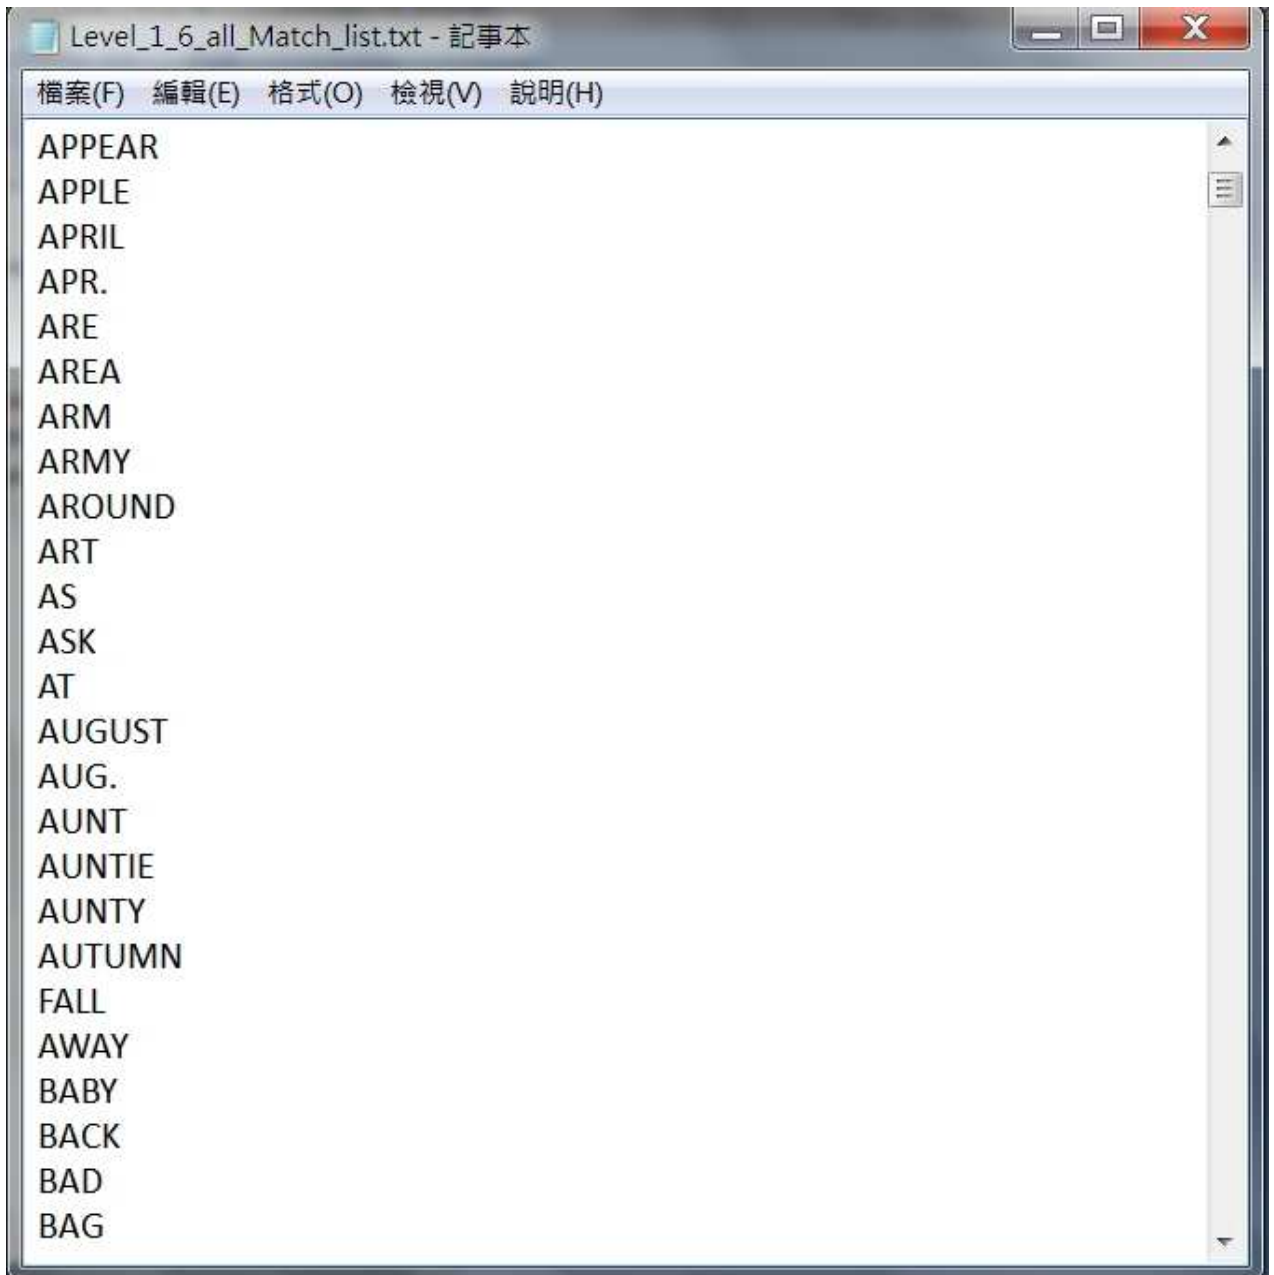 Level_1_6_all_Match_list.txt - 記事本
檔案(F) 編輯(E) 格式(O) 檢視(V) 說明(H)
APPEAR
APPLE
APRIL
APR.
ARE
AREA
ARM
ARMY
AROUND
ART
AS
ASK
AT
AUGUST
AUG.
AUNT
AUNTIE
AUNTY
AUTUMN
FALL
AWAY
BABY
BACK
BAD
BAG